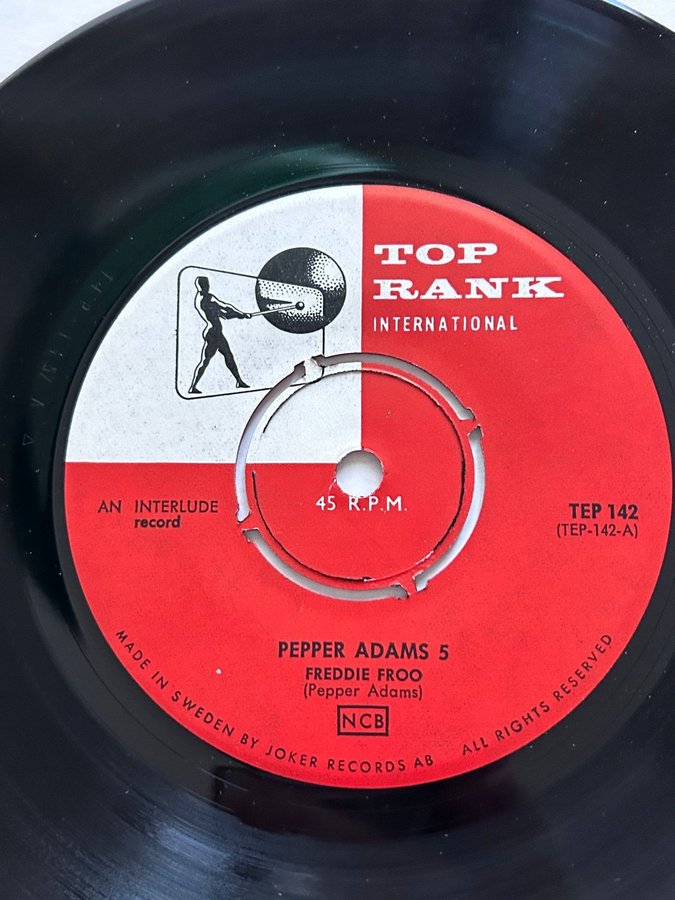 TOP
RANK
INTERNATIONAL
45 R.P.M.
AN INTERLUDE
record
TEP 142
(TEP-142-A)
PEPPER ADAMS 5
FREDDIE FROO
(Pepper Adams)
NCB
MADE IN SWEDEN BY JOKER RECORDS AB ALL RIGHTS RESERVED